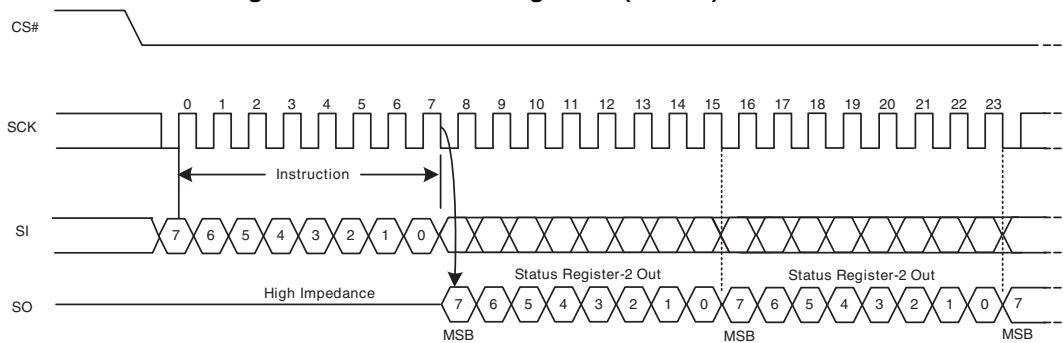 CS#
0 1 2 3 4 5 6 7 8 9 10 11 12 13 14 15 16 17 18 19 20 21 22 23
SCK
Instruction
SI
7 6 5 4 3 2 1 0
Status Register-2 Out Status Register-2 Out
High Impedance
SO
7 6 5 4 3 2 1 0 7 6 5 4 3 2 1 0 7
MSB MSB MSB